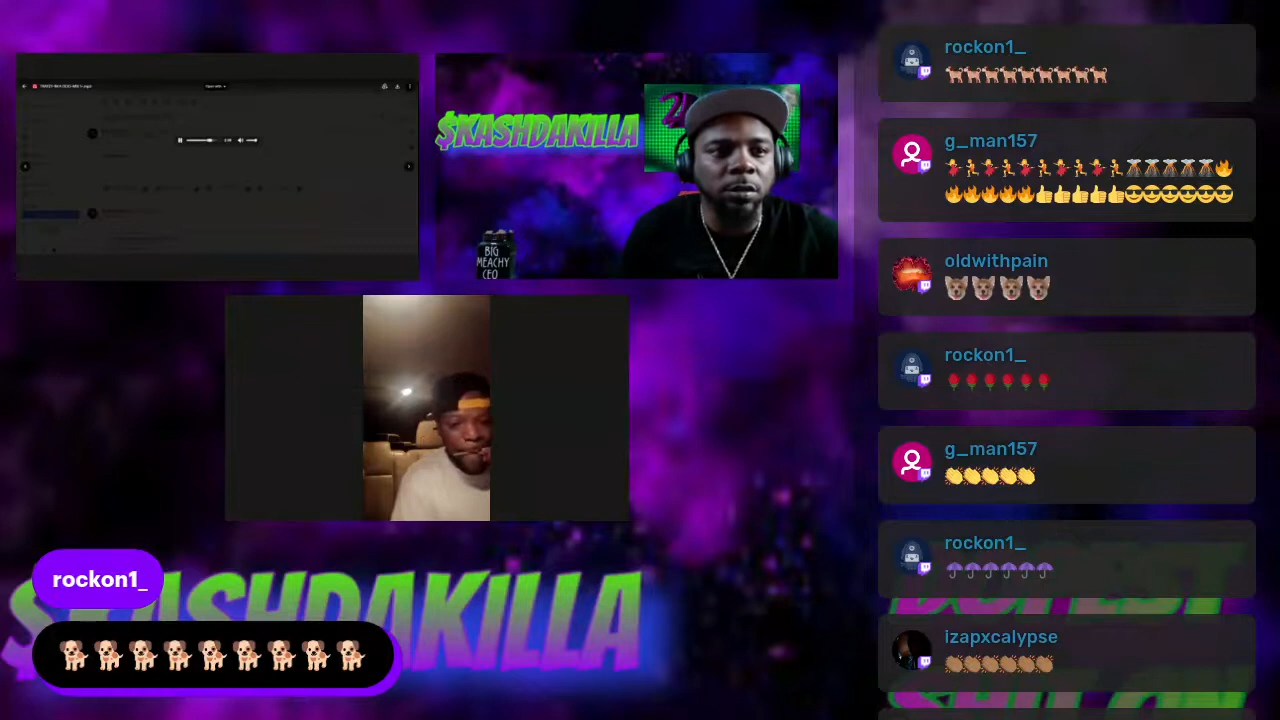 $KASHDAKILLA
BIG
MEACHY
CEO
rockon1_
g_man157
oldwithpain
rockon1_
g_man157
rockon1_
izapxcalypse
rockon1_
$KASHDAKILLA